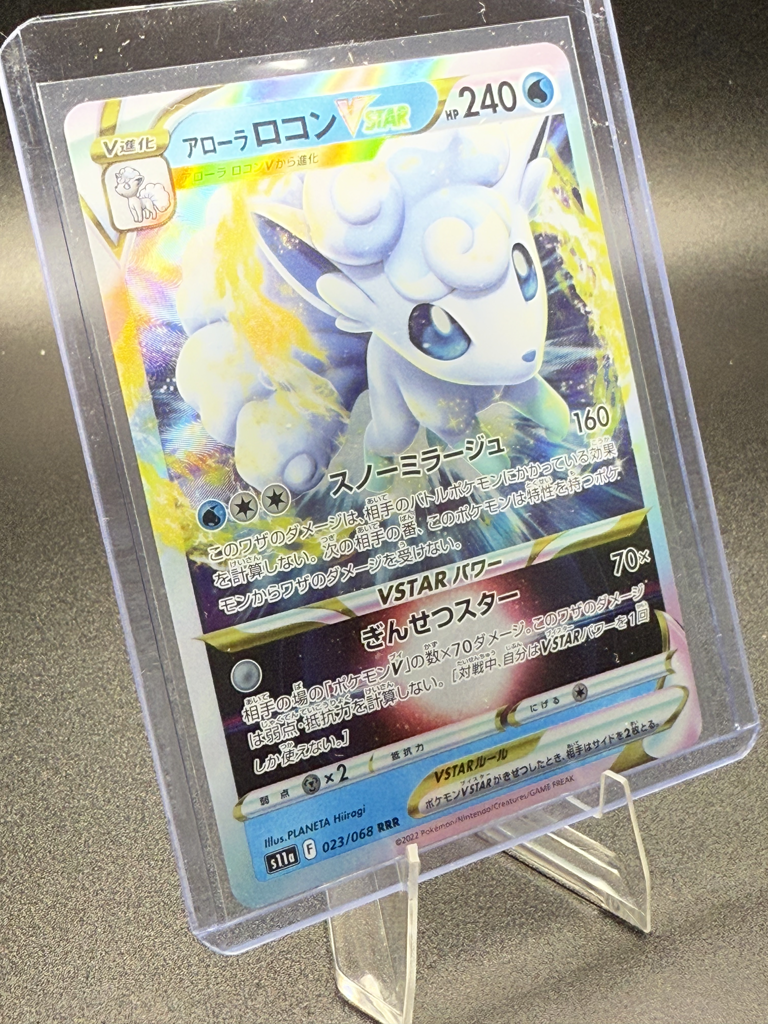 V進化
アローラ ロコン VSTAR
HP 240
アローラ ロコンVから進化
スノーミラージュ 160
このワザのダメージは、相手のバトルポケモンにかかっている効果
を計算しない。次の相手の番、このポケモンは特性を持つポケ
モンからワザのダメージを受けない。
VSTARパワー
ぎんせつスター 70×
相手の場の「ポケモンV」の数×70ダメージ。このワザのダメージ
は弱点・抵抗力を計算しない。［対戦中、自分はVSTARパワーを1回
しか使えない。］
弱点 ×2 抵抗力 にげる
VSTARルール
ポケモンVSTARがきぜつしたとき、相手はサイドを2枚とる。
Illus.PLANETA Hiiragi
s11a F 023/068 RRR
©2022 Pokémon/Nintendo/Creatures/GAME FREAK